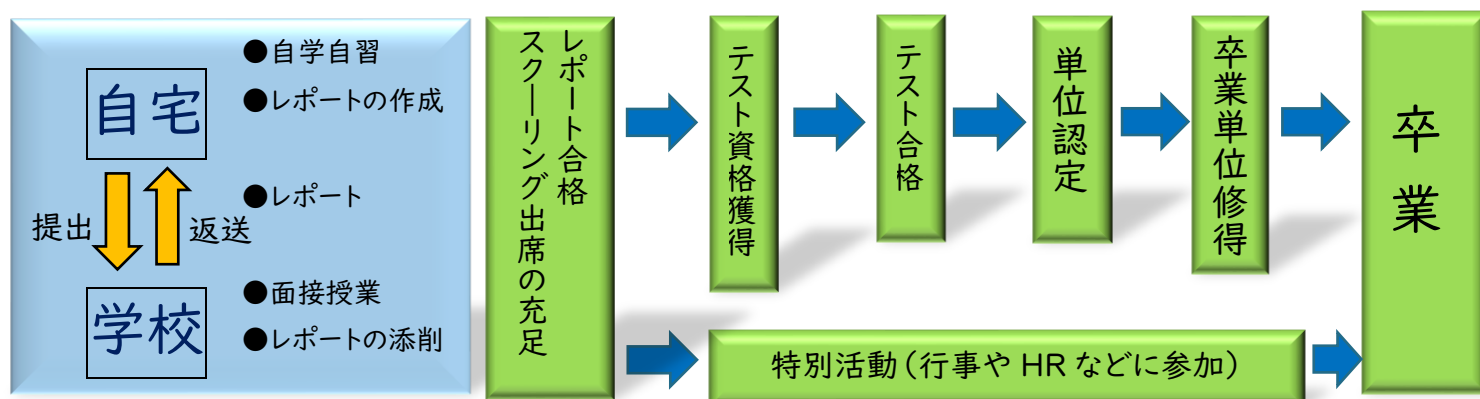 自宅
●自学自習
●レポートの作成
提出
返送
●レポート
学校
●面接授業
●レポートの添削
レポート合格
スクーリング出席の充足
テスト資格獲得
テスト合格
単位認定
卒業単位修得
特別活動(行事や HR などに参加)
卒業